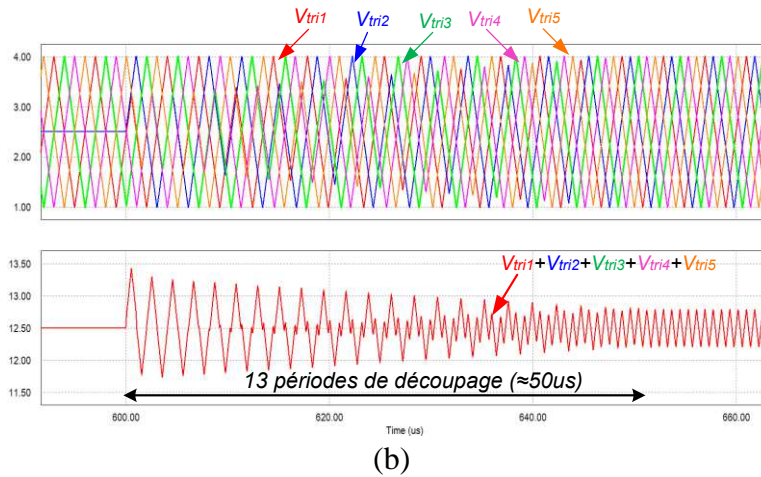 Vtri1 Vtri2 Vtri3 Vtri4 Vtri5
4.00
3.00
2.00
1.00
Vtri1+Vtri2+Vtri3+Vtri4+Vtri5
13.50
13.00
12.50
12.00
11.50
13 périodes de découpage (≈50us)
600.00 620.00 640.00 660.00
Time (us)
(b)